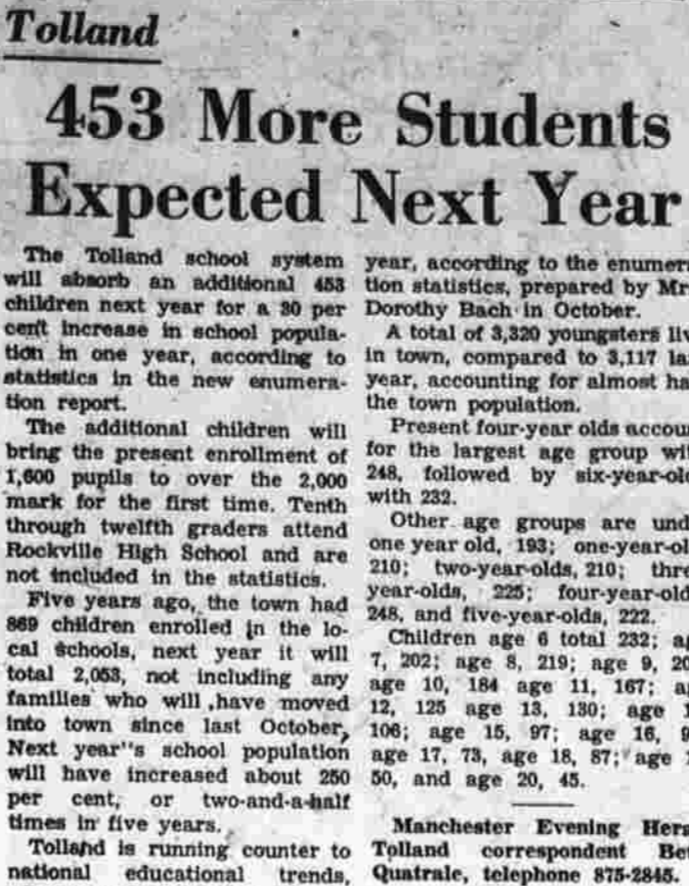 Tolland
453 More Students
Expected Next Year
The Tolland school system
will absorb an additional 453
children next year for a 30 per
cent increase in school popula-
tion in one year, according to
statistics in the new enumera-
tion report.
The additional children will
bring the present enrollment of
1,600 pupils to over the 2,000
mark for the first time. Tenth
through twelfth graders attend
Rockville High School and are
not included in the statistics.
Five years ago, the town had
869 children enrolled in the lo-
cal schools, next year it will
total 2,053, not including any
families who will have moved
into town since last October,
Next year"s school population
will have increased about 250
per cent, or two-and-a-half
times in five years.
Tolland is running counter to
national educational trends,
year, according to the enumer
tion statistics, prepared by Mr
Dorothy Bach in October.
A total of 3,320 youngsters liv
in town, compared to 3,117 la
year, accounting for almost ha
the town population.
Present four-year olds accou
for the largest age group wi
248, followed by six-year-ol
with 232.
Other age groups are und
one year old, 193; one-year-ol
210; two-year-olds, 210; thre
year-olds, 225; four-year-old
248, and five-year-olds, 222.
Children age 6 total 232; a
7, 202; age 8, 219; age 9, 20
age 10, 184 age 11, 167; a
12, 125 age 13, 130; age 1
106; age 15, 97; age 16, 9
age 17, 73, age 18, 87; age
50, and age 20, 45.
Manchester Evening Hera
Tolland correspondent Be
Quatrale, telephone 875-2845.